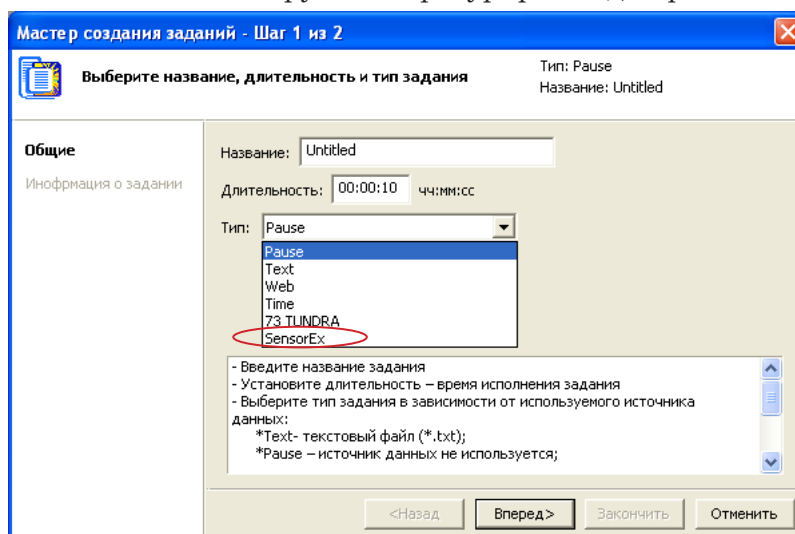 Мастер создания заданий - Шаг 1 из 2
Выберите название, длительность и тип задания
Тип: Pause
Название: Untitled
Общие
Инофрмация о задании
Название: Untitled
Длительность: 00:00:10 чч:мм:сс
Тип: Pause
Pause
Text
Web
Time
73 TUNDRA
SensorEx
- Введите название задания
- Установите длительность – время исполнения задания
- Выберите тип задания в зависимости от используемого источника
данных:
*Text- текстовый файл (*.txt);
*Pause – источник данных не используется;
<Назад
Вперед>
Закончить
Отменить